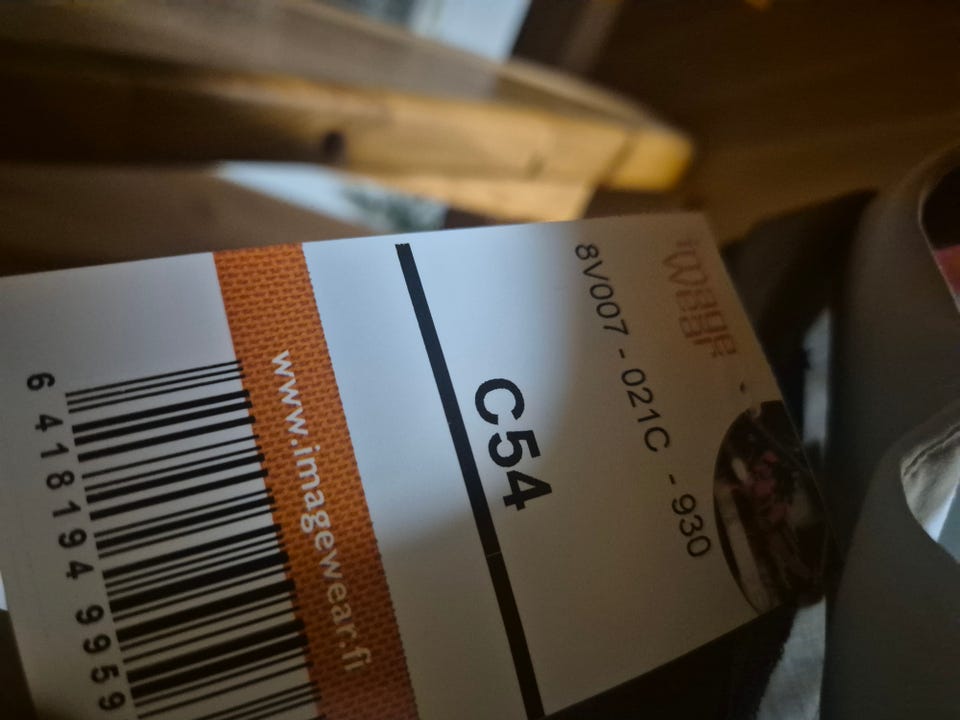 image
wear
8V007 - 021C - 930
C54
www.imagewear.fi
6 418194 9959